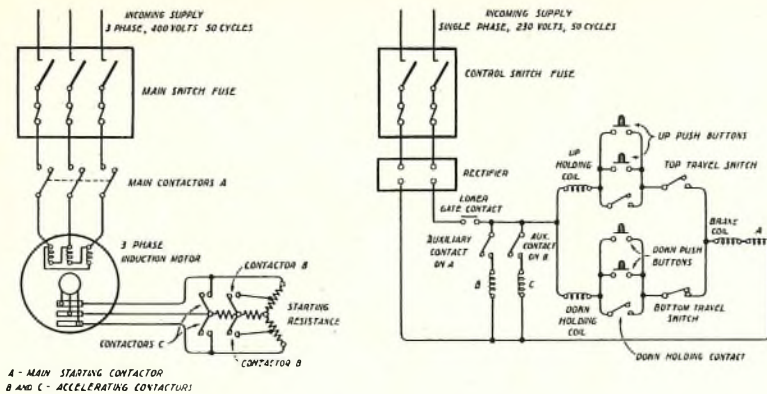 INCOMING SUPPLY
3 PHASE, 400 VOLTS 50 CYCLES
MAIN SWITCH FUSE
MAIN CONTACTORS A
3 PHASE
INDUCTION MOTOR
CONTACTOR B
STARTING
RESISTANCE
CONTACTORS C
CONTACTOR B
A - MAIN STARTING CONTACTOR
B AND C - ACCELERATING CONTACTORS
INCOMING SUPPLY
SINGLE PHASE, 230 VOLTS, 50 CYCLES
CONTROL SWITCH FUSE
RECTIFIER
LOWER
GATE CONTACT
AUXILIARY
CONTACT
ON A
AUX.
CONTACT
ON B
B
C
UP
HOLDING
COIL
UP PUSH BUTTONS
TOP TRAVEL SWITCH
BRAKE
COIL
A
DOWN PUSH
BUTTONS
DOWN
HOLDING
COIL
BOTTOM TRAVEL
SWITCH
DOWN HOLDING CONTACT